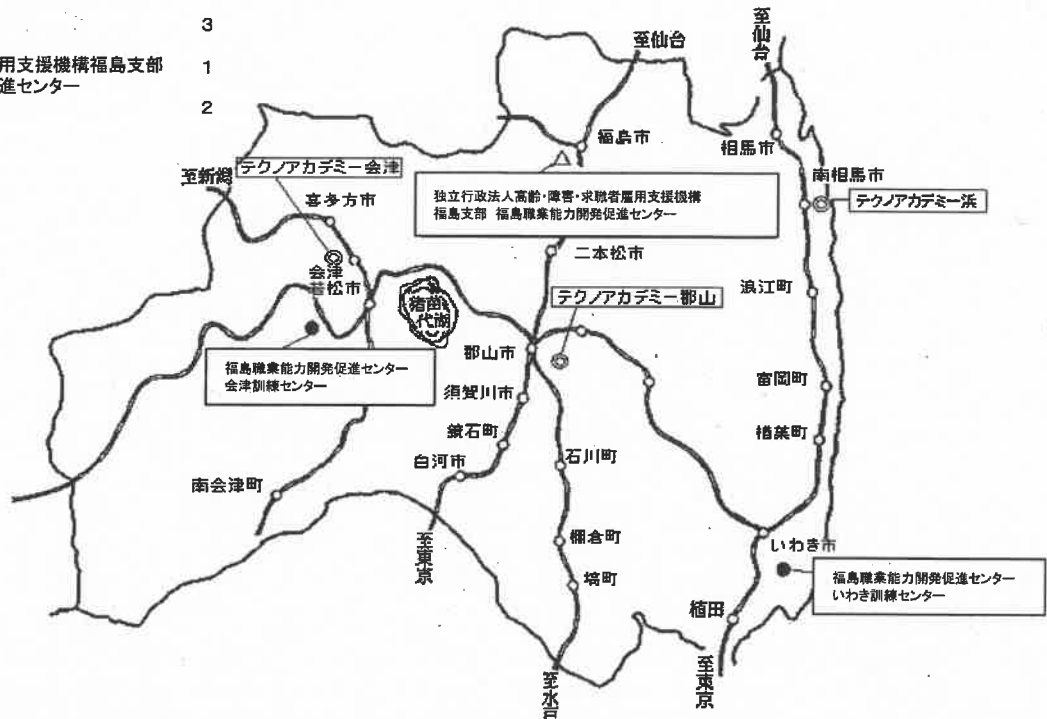 3
用支援機構福島支部
1
進センター
2
至仙台
至仙台
福島市
相馬市
テクノアカデミー会津
至新潟
喜多方市
独立行政法人高齢・障害・求職者雇用支援機構
福島支部 福島職業能力開発促進センター
南相馬市
テクノアカデミー浜
二本松市
会津
若松市
猪苗
代湖
テクノアカデミー郡山
浪江町
郡山市
福島職業能力開発促進センター
会津訓練センター
須賀川市
富岡町
鏡石町
楢葉町
白河市
石川町
南会津町
至東京
棚倉町
いわき市
塙町
福島職業能力開発促進センター
いわき訓練センター
植田
至水戸
至東京